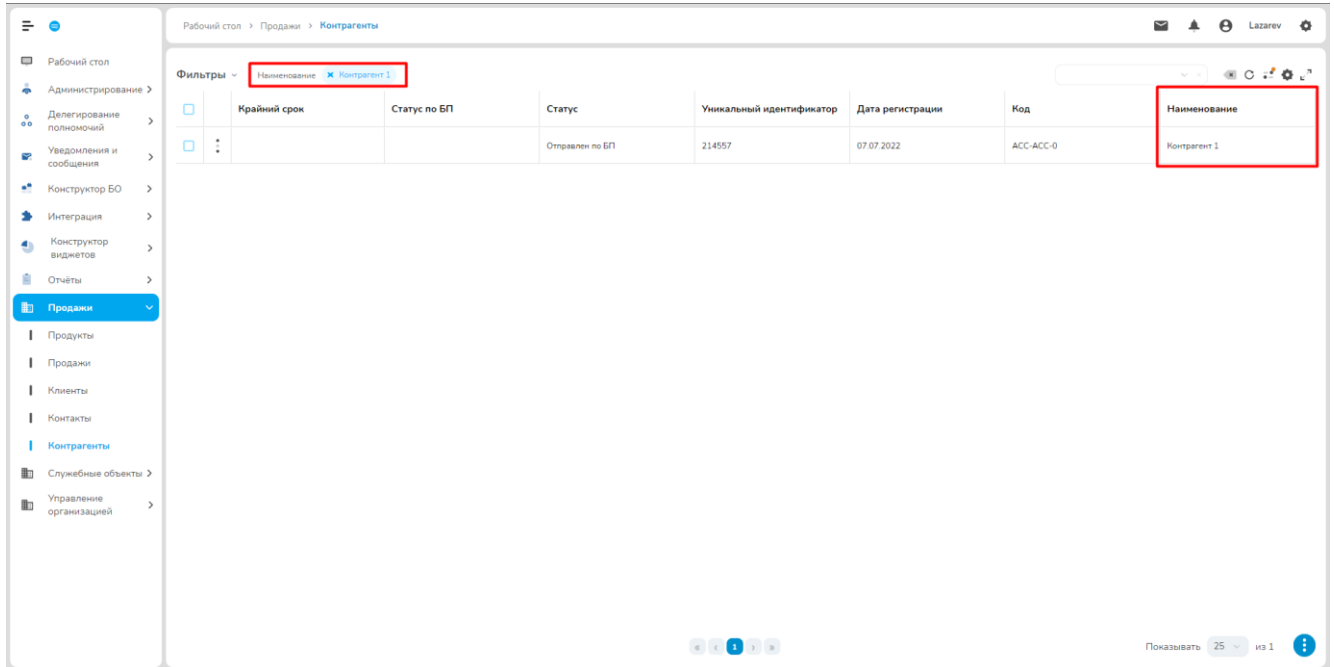 Рабочий стол > Продажи > Контрагенты
Lazarev
Рабочий стол
Администрирование
Делегирование
полномочий
Уведомления и
сообщения
Конструктор БО
Интеграция
Конструктор
виджетов
Отчёты
Продажи
Продукты
Продажи
Клиенты
Контакты
Контрагенты
Служебные объекты
Управление
организацией
Фильтры Наименование × Контрагент 1
Крайний срок Статус по БП Статус Уникальный идентификатор Дата регистрации Код Наименование
Отправлен по БП 214557 07.07.2022 ACC-ACC-0 Контрагент 1
« ‹ 1 › »
Показывать 25 из 1